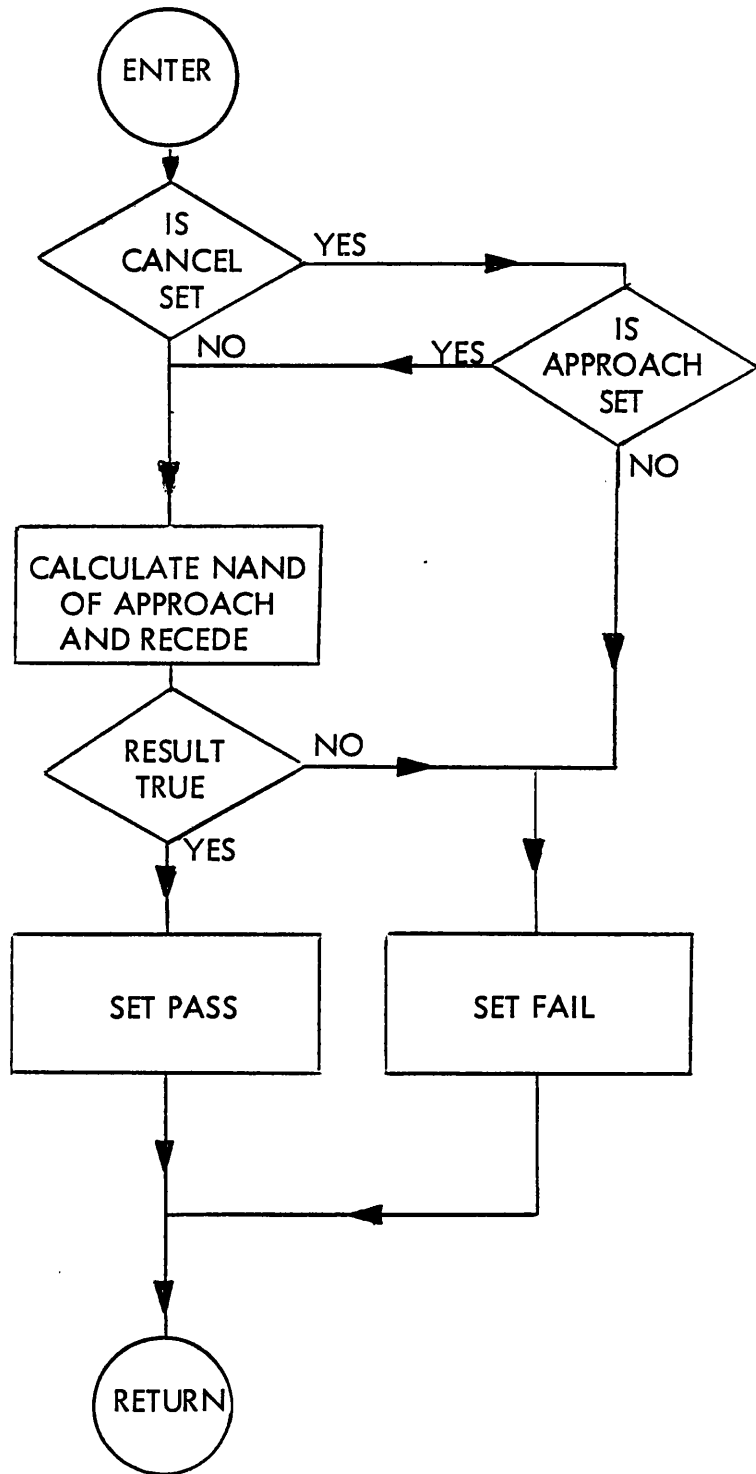 ENTER
IS
CANCEL
SET
YES
NO
YES
IS
APPROACH
SET
NO
CALCULATE NAND
OF APPROACH
AND RECEDE
RESULT
TRUE
NO
YES
SET PASS
SET FAIL
RETURN